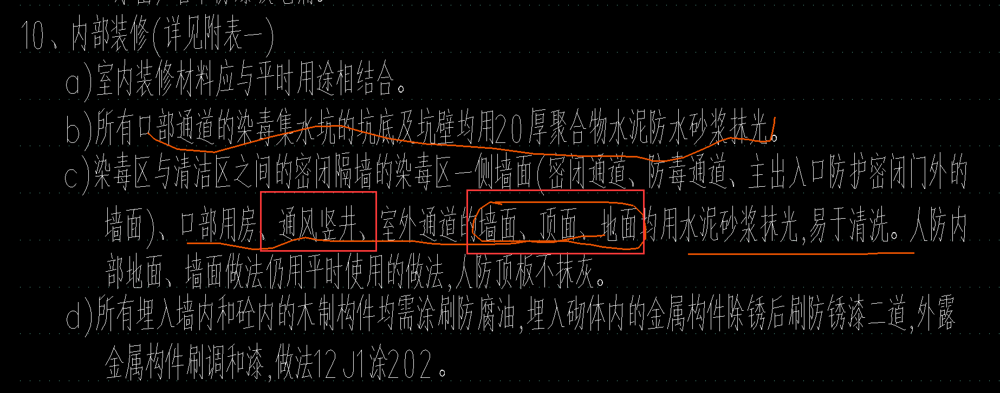 10、内部装修(详见附表一)
a)室内装修材料应与平时用途相结合。
b)所有口部通道的染毒集水坑的坑底及坑壁均用20厚聚合物水泥防水砂浆抹光。
c)染毒区与清洁区之间的密闭隔墙的染毒区一侧墙面(密闭通道、防毒通道、主出入口防护密闭门外的
墙面)、口部用房、通风竖井、室外通道的墙面、顶面、地面均用水泥砂浆抹光,易于清洗。人防内
部地面、墙面做法仍用平时使用的做法,人防顶板不抹灰。
d)所有埋入墙内和砼内的木制构件均需涂刷防腐油,埋入砌体内的金属构件除锈后刷防锈漆二道,外露
金属构件刷调和漆,做法12J1涂202。